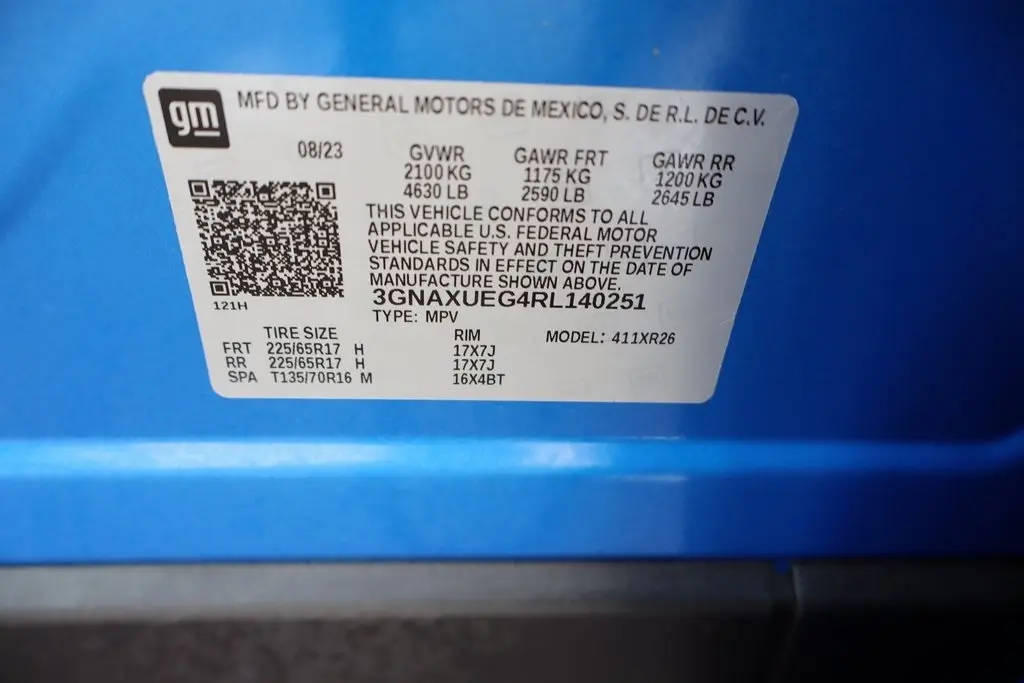 gm MFD BY GENERAL MOTORS DE MEXICO, S. DE R.L. DE C.V.
08/23 GVWR GAWR FRT GAWR RR
2100 KG 1175 KG 1200 KG
4630 LB 2590 LB 2645 LB
THIS VEHICLE CONFORMS TO ALL
APPLICABLE U.S. FEDERAL MOTOR
VEHICLE SAFETY AND THEFT PREVENTION
STANDARDS IN EFFECT ON THE DATE OF
MANUFACTURE SHOWN ABOVE.
121H 3GNAXUEG4RL140251
TYPE: MPV
TIRE SIZE RIM MODEL: 411XR26
FRT 225/65R17 H 17X7J
RR 225/65R17 H 17X7J
SPA T135/70R16 M 16X4BT